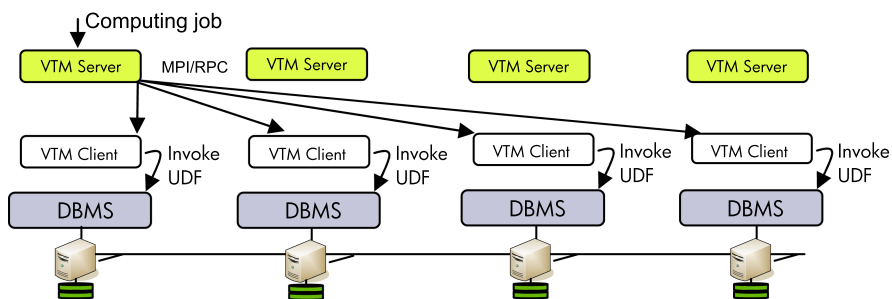 Computing job
VTM Server
MPI/RPC
VTM Server
VTM Server
VTM Server
VTM Client
Invoke
UDF
VTM Client
Invoke
UDF
VTM Client
Invoke
UDF
VTM Client
Invoke
UDF
DBMS
DBMS
DBMS
DBMS